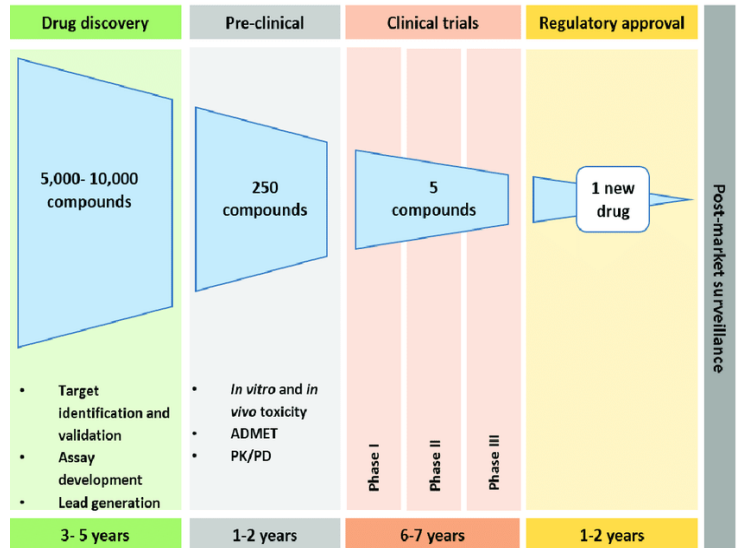 Drug discovery
Pre-clinical
Clinical trials
Regulatory approval
5,000- 10,000
compounds
250
compounds
5
compounds
1 new
drug
Post-market surveillance
• Target
identification and
validation
• Assay
development
• Lead generation
• In vitro and in
vivo toxicity
• ADMET
• PK/PD
Phase I
Phase II
Phase III
3- 5 years
1-2 years
6-7 years
1-2 years